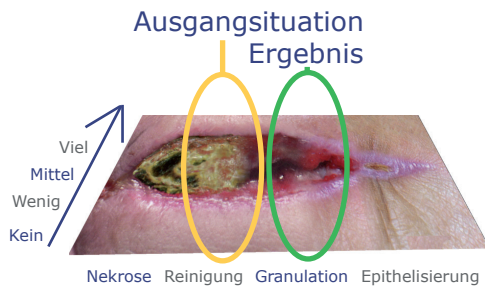 Ausgangsituation
Ergebnis
Viel
Mittel
Wenig
Kein
Nekrose Reinigung Granulation Epithelisierung